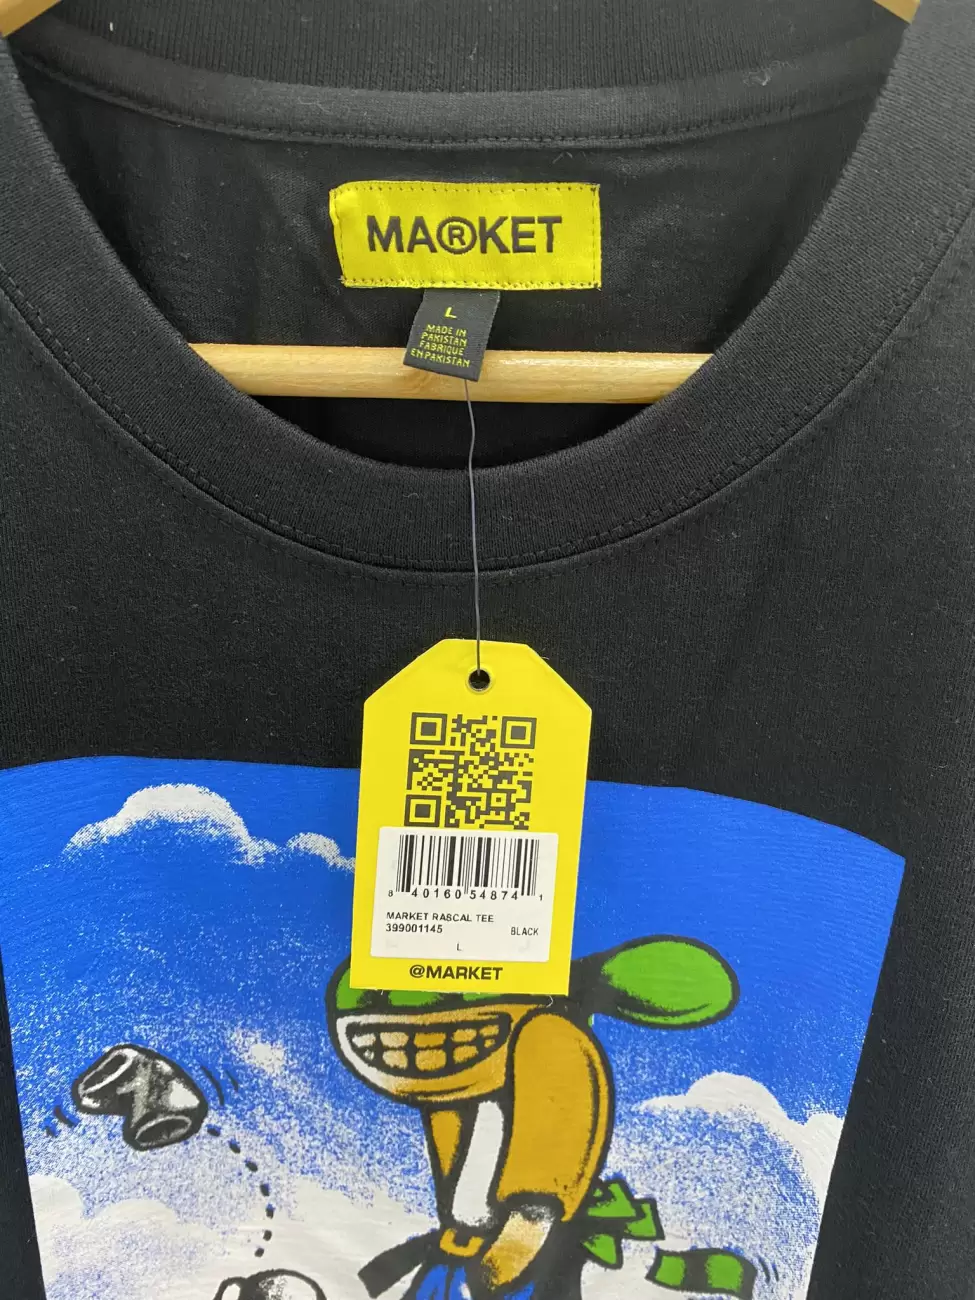 MA®KET
L
MADE IN
PAKISTAN
FABRIQUE
EN PAKISTAN
8 40160 54874 1
MARKET RASCAL TEE
399001145 BLACK
L
@MARKET